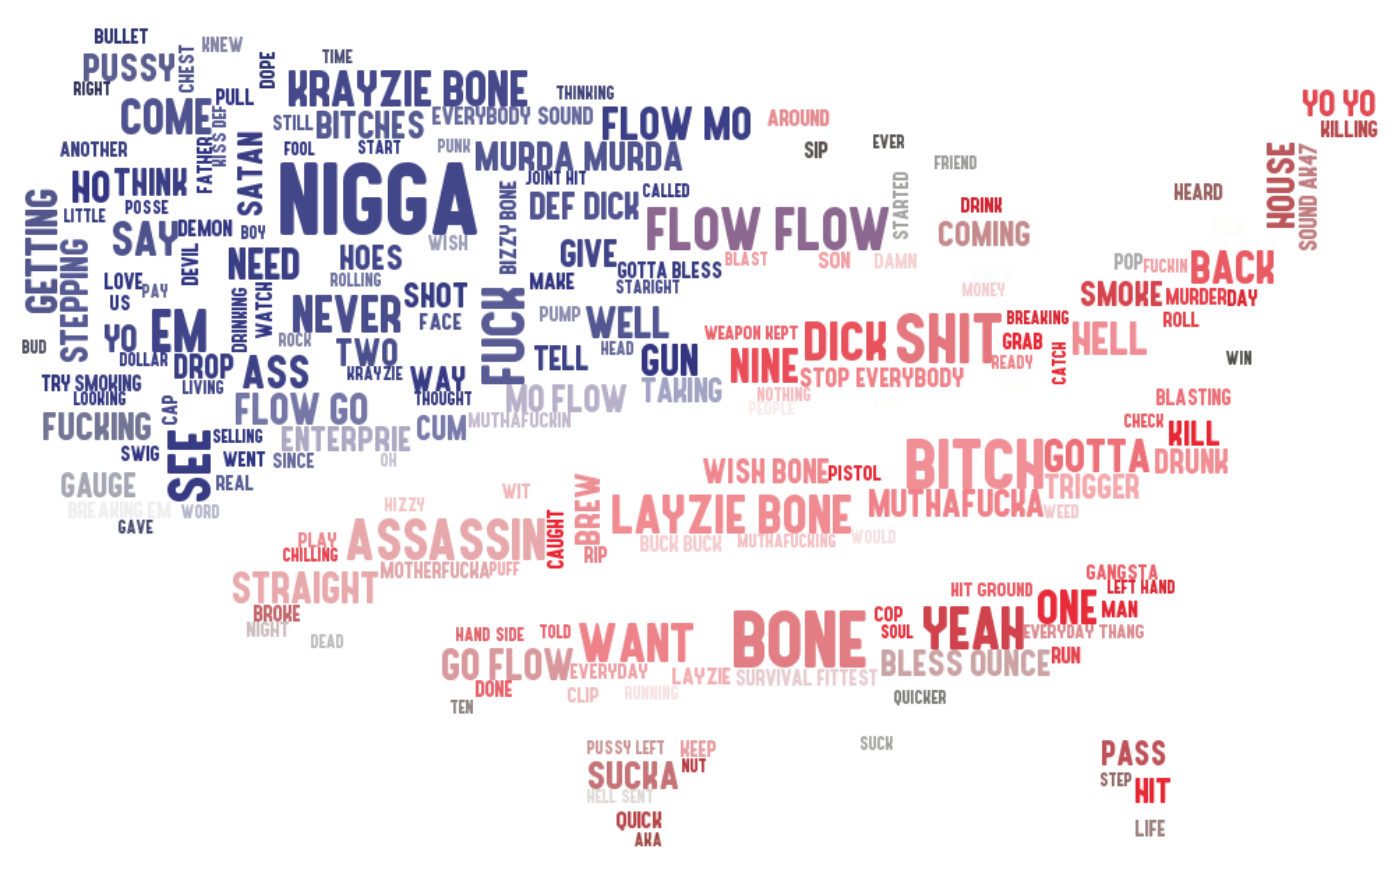 BULLET
KNEW
PUSSY
CHEST
DOPE
TIME
RIGHT
PULL
KRAYZIE BONE
THINKING
YO YO
COME
KISS DEF
STILL
BITCHES
EVERYBODY SOUND
FLOW MO
AROUND
KILLING
ANOTHER
FATHER
SATAN
FOOL
START
PUNK
MURDA MURDA
SIP
EVER
FRIEND
HOUSE
SOUND AK47
HO
THINK
NIGGA
JOINT HIT
CALLED
STARTED
HEARD
GETTING
LITTLE
POSSE
BIZZY BONE
DEF DICK
DRINK
SAY
DEMON
BOY
WISH
FLOW FLOW
COMING
STEPPING
DEVIL
NEED
HOES
GIVE
GOTTA BLESS
BLAST
SON
DAMN
POP
FUCKIN
BACK
LOVE
PAY
ROLLING
MAKE
STARIGHT
MONEY
SMOKE
MURDER
DAY
US
DRINKING
WATCH
NEVER
SHOT
FUCK
PUMP
WELL
BREAKING
ROLL
YO
EM
ROCK
FACE
WEAPON KEPT
DICK
SHIT
GRAB
HELL
BUD
DOLLAR
DROP
TWO
TELL
HEAD
GUN
NINE
READY
CATCH
WIN
TRY SMOKING
LIVING
ASS
KRAYZIE
WAY
TAKING
STOP EVERYBODY
LOOKING
CAP
FLOW GO
THOUGHT
MO FLOW
NOTHING
PEOPLE
BLASTING
FUCKING
SEE
SELLING
ENTERPRIE
CUM
MUTHAFUCKIN
CHECK
KILL
SWIG
WENT
SINCE
OH
WISH BONE
PISTOL
BITCH
GOTTA
DRUNK
GAUGE
REAL
TRIGGER
BREAKING EM
WORD
HIZZY
WIT
BREW
LAYZIE BONE
MUTHAFUCKA
WEED
GAVE
PLAY
ASSASSIN
CAUGHT
BUCK BUCK
MUTHAFUCKING
WOULD
CHILLING
RIP
STRAIGHT
MOTHERFUCKA
PUFF
GANGSTA
HIT GROUND
LEFT HAND
BROKE
BONE
COP
YEAH
ONE
MAN
NIGHT
DEAD
HAND SIDE
TOLD
WANT
SOUL
EVERYDAY THANG
GO FLOW
EVERYDAY
LAYZIE
SURVIVAL FITTEST
BLESS OUNCE
RUN
DONE
CLIP
RUNNING
QUICKER
TEN
PUSSY LEFT
KEEP
SUCK
PASS
SUCKA
NUT
STEP
HIT
HELL SENT
QUICK
LIFE
AKA